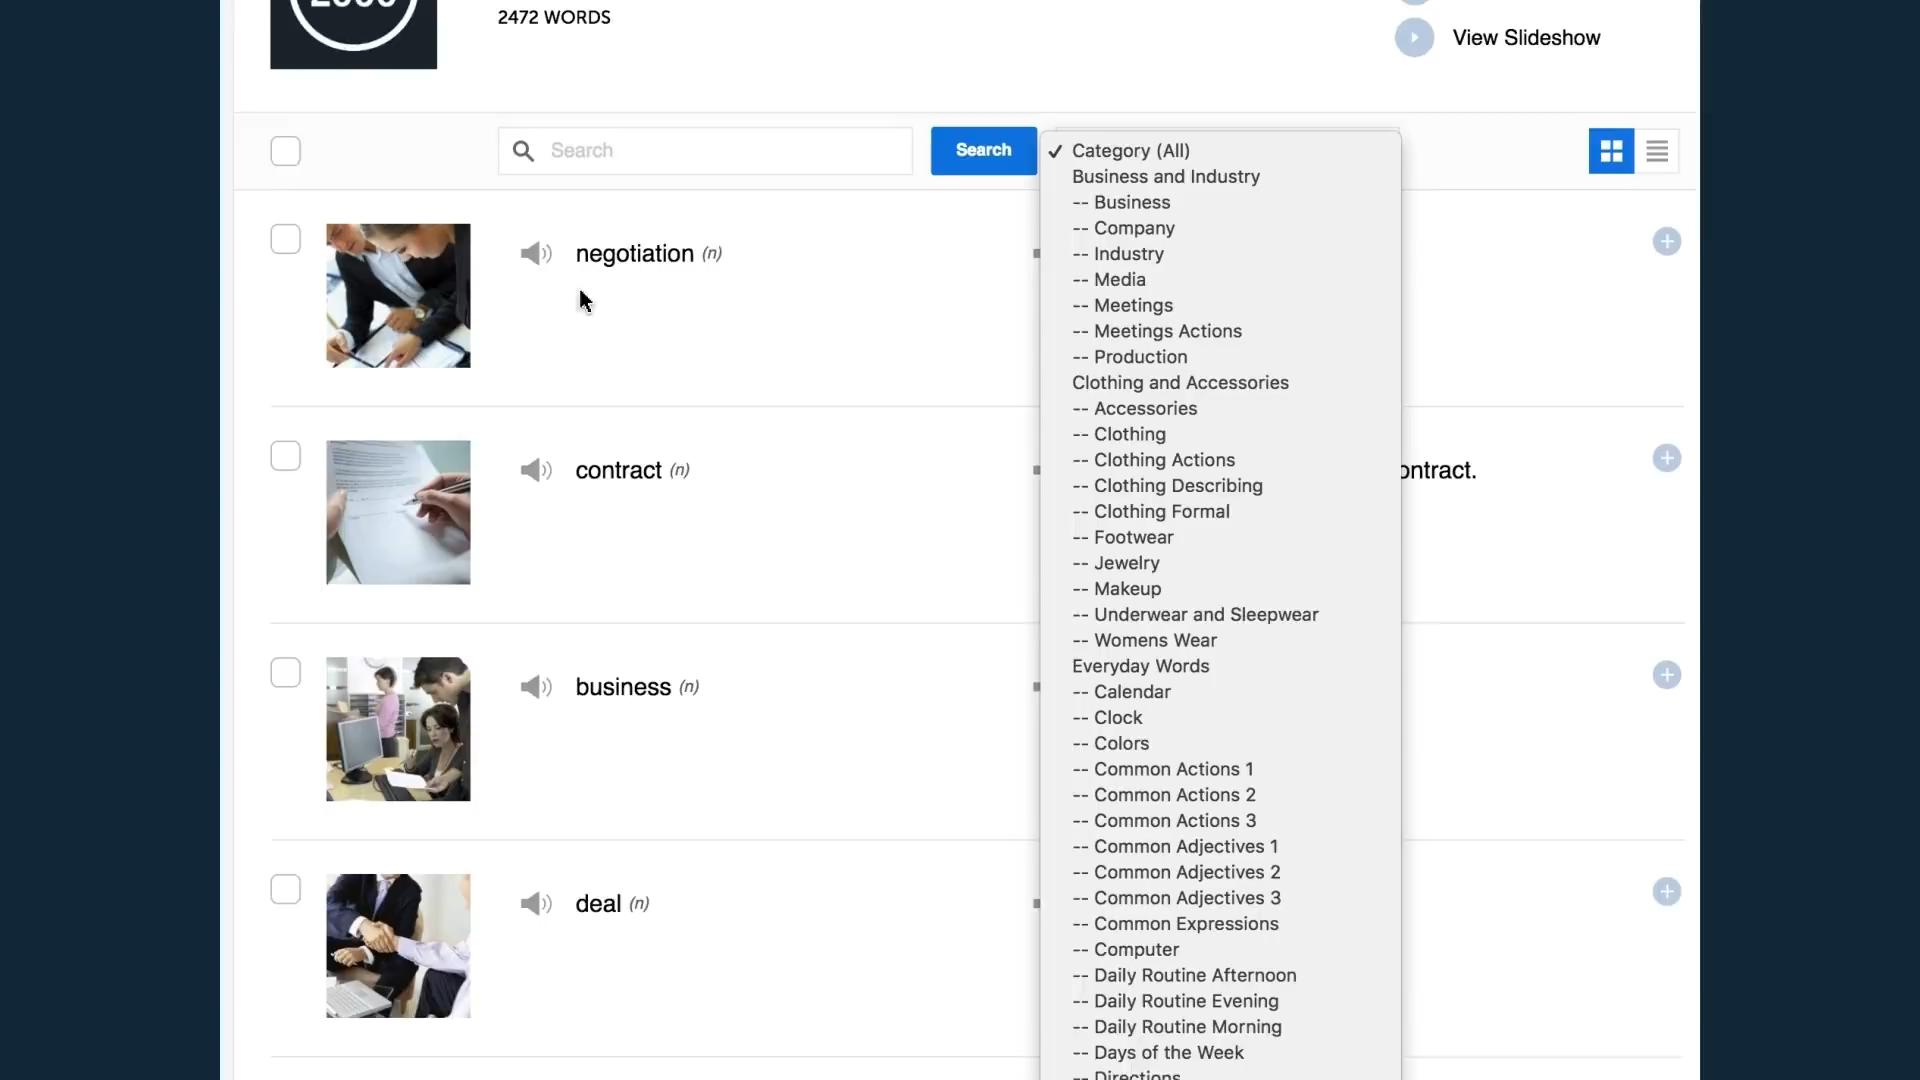 2472 WORDS
View Slideshow
Search
Search
✓ Category (All)
Business and Industry
-- Business
-- Company
-- Industry
-- Media
-- Meetings
-- Meetings Actions
-- Production
Clothing and Accessories
-- Accessories
-- Clothing
-- Clothing Actions
-- Clothing Describing
-- Clothing Formal
-- Footwear
-- Jewelry
-- Makeup
-- Underwear and Sleepwear
-- Womens Wear
Everyday Words
-- Calendar
-- Clock
-- Colors
-- Common Actions 1
-- Common Actions 2
-- Common Actions 3
-- Common Adjectives 1
-- Common Adjectives 2
-- Common Adjectives 3
-- Common Expressions
-- Computer
-- Daily Routine Afternoon
-- Daily Routine Evening
-- Daily Routine Morning
-- Days of the Week
-- Directions
negotiation (n)
contract (n)
ontract.
business (n)
deal (n)